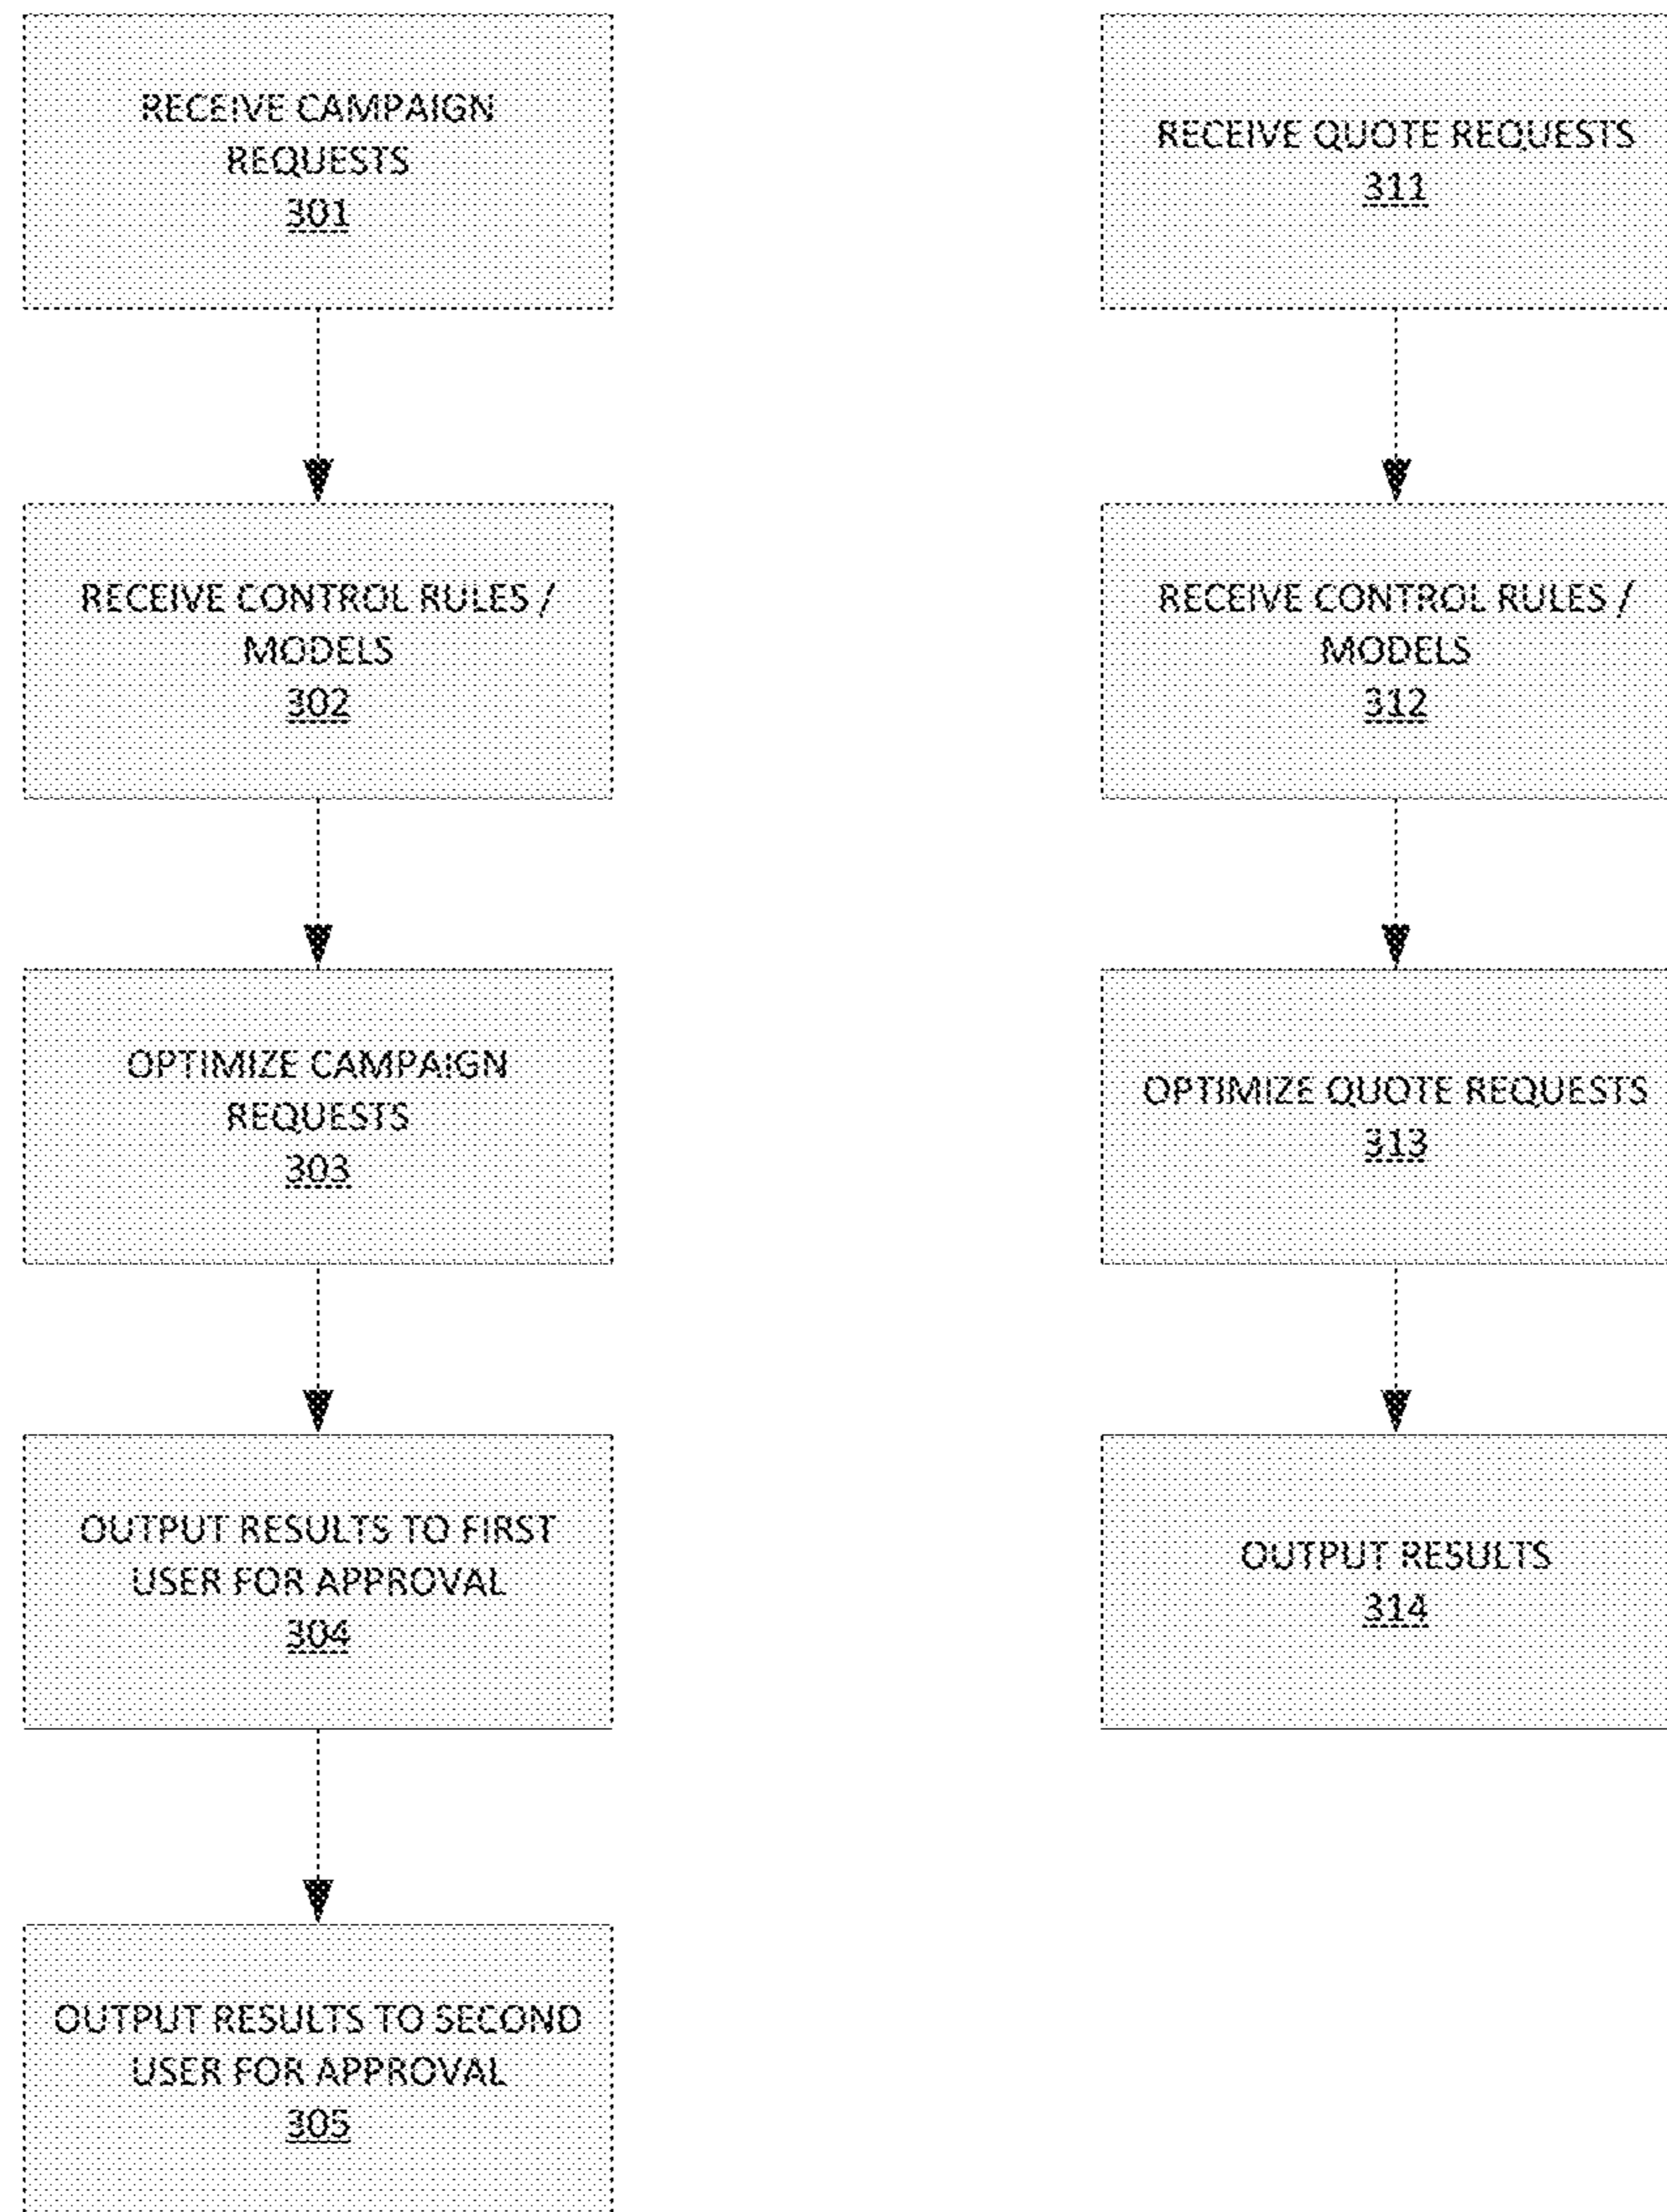 RECEIVE CAMPAIGN
REQUESTS
301
RECEIVE CONTROL RULES /
MODELS
302
OPTIMIZE CAMPAIGN
REQUESTS
303
OUTPUT RESULTS TO FIRST
USER FOR APPROVAL
304
OUTPUT RESULTS TO SECOND
USER FOR APPROVAL
305
RECEIVE QUOTE REQUESTS
311
RECEIVE CONTROL RULES /
MODELS
312
OPTIMIZE QUOTE REQUESTS
313
OUTPUT RESULTS
314